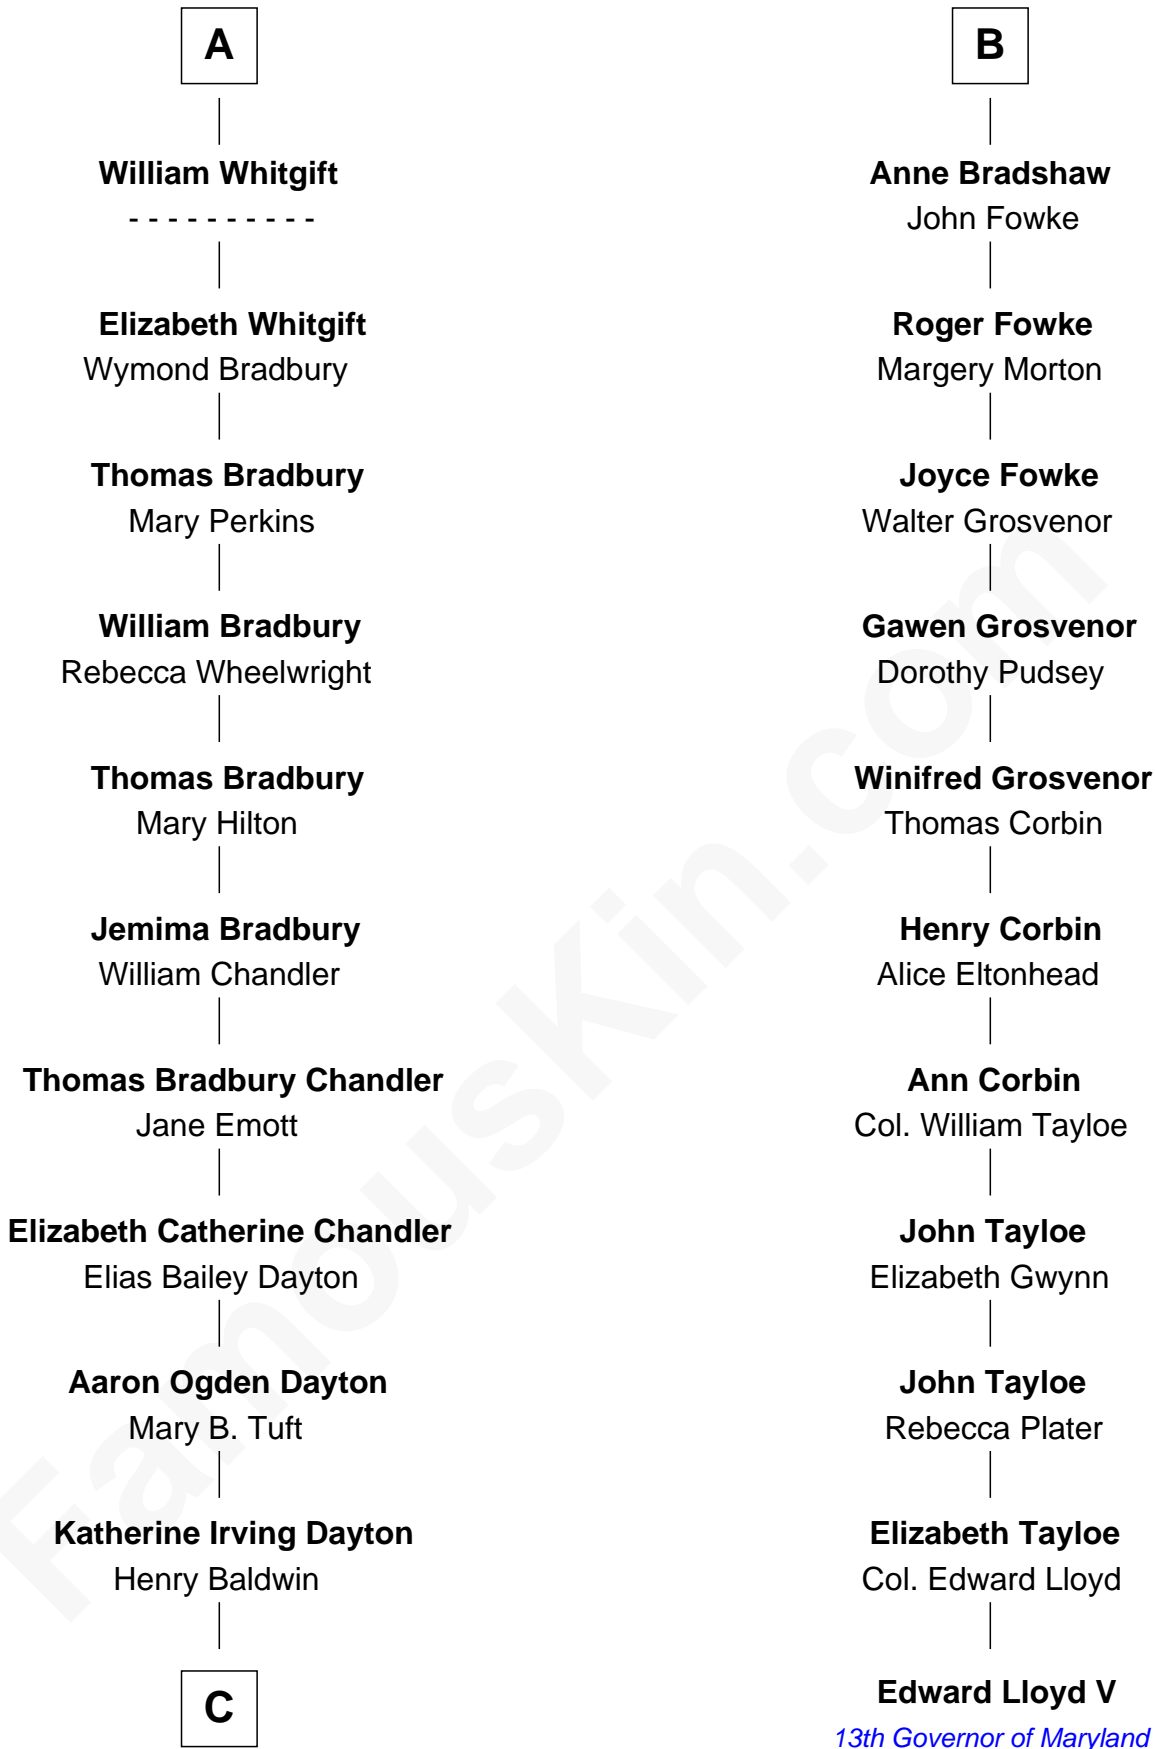 A
William Whitgift
- - - - - - - - - -
Elizabeth Whitgift
Wymond Bradbury
Thomas Bradbury
Mary Perkins
William Bradbury
Rebecca Wheelwright
Thomas Bradbury
Mary Hilton
Jemima Bradbury
William Chandler
Thomas Bradbury Chandler
Jane Emott
Elizabeth Catherine Chandler
Elias Bailey Dayton
Aaron Ogden Dayton
Mary B. Tuft
Katherine Irving Dayton
Henry Baldwin
C
B
Anne Bradshaw
John Fowke
Roger Fowke
Margery Morton
Joyce Fowke
Walter Grosvenor
Gawen Grosvenor
Dorothy Pudsey
Winifred Grosvenor
Thomas Corbin
Henry Corbin
Alice Eltonhead
Ann Corbin
Col. William Tayloe
John Tayloe
Elizabeth Gwynn
John Tayloe
Rebecca Plater
Elizabeth Tayloe
Col. Edward Lloyd
Edward Lloyd V
13th Governor of Maryland
FamousKin.com